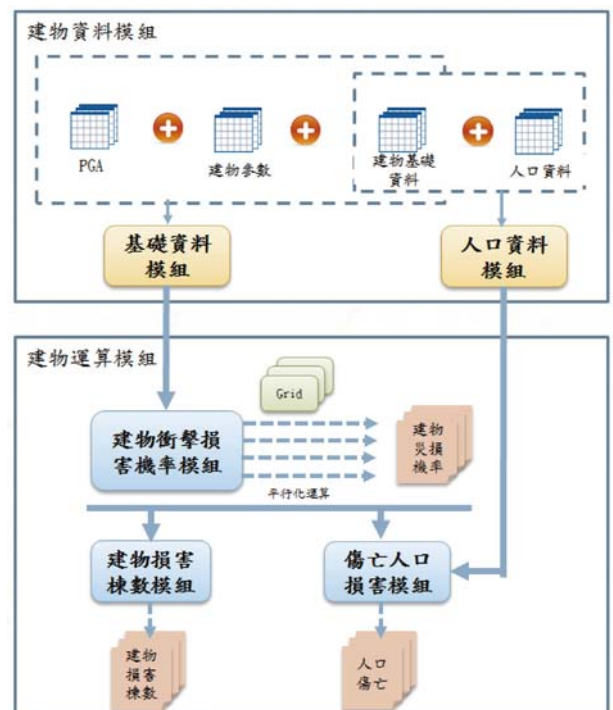 建物資料模組
PGA
建物參數
建物基礎
資料
人口資料
基礎資料
模組
人口資料
模組
建物運算模組
Grid
建物衝擊損
害機率模組
建物
災損
機率
平行化運算
建物損害
棟數模組
傷亡人口
損害模組
建物
損害
棟數
人口
傷亡